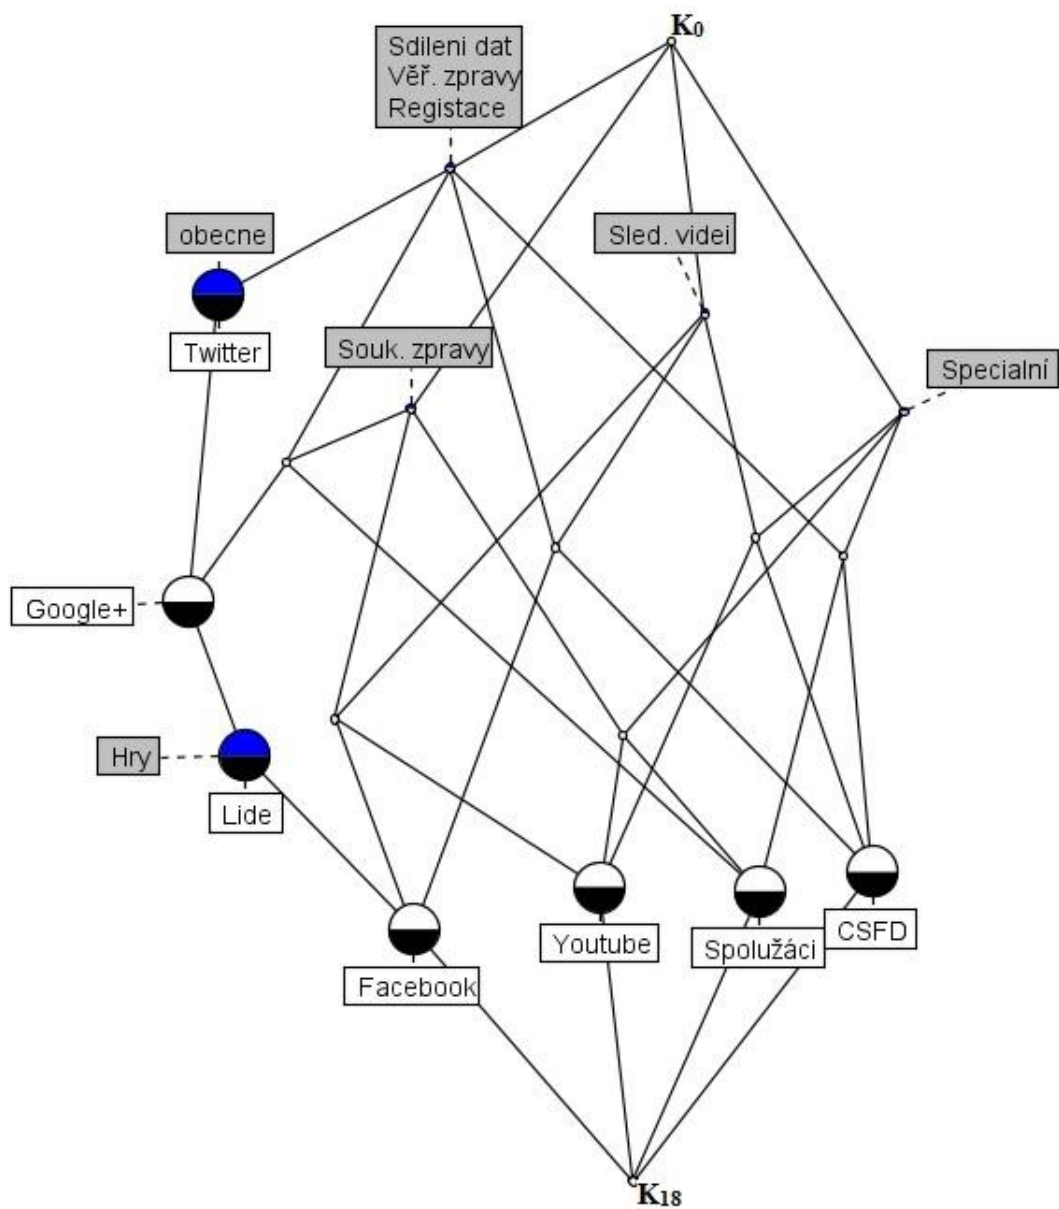 K0
Sdileni dat
Věř. zpravy
Registace
obecne
Sled. videi
Twitter
Souk. zpravy
Specialní
Google+
Hry
Lide
Youtube
Spolužáci
CSFD
Facebook
K18